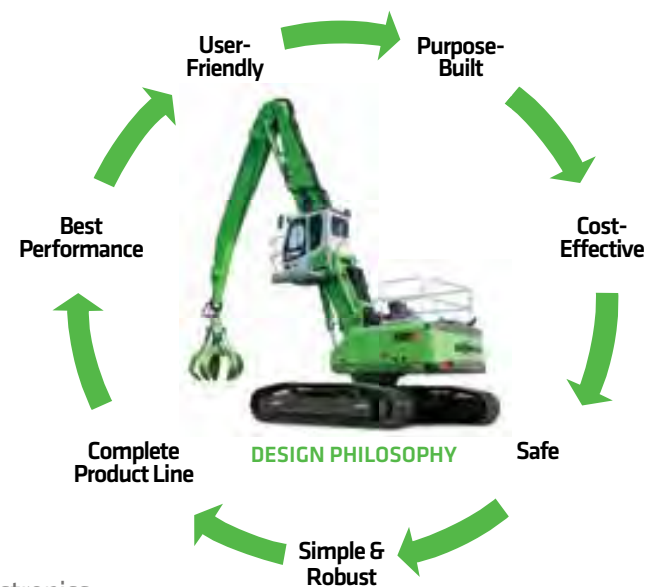 User-
Friendly
Purpose-
Built
Cost-
Effective
Safe
Simple &
Robust
Complete
Product Line
Best
Performance
DESIGN PHILOSOPHY